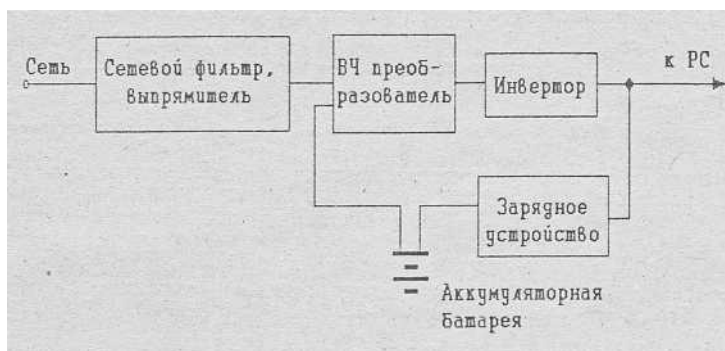 Сеть
Сетевой фильтр,
выпрямитель
ВЧ преоб-
разователь
Инвертор
к РС
Зарядное
устройство
Аккумуляторная
батарея